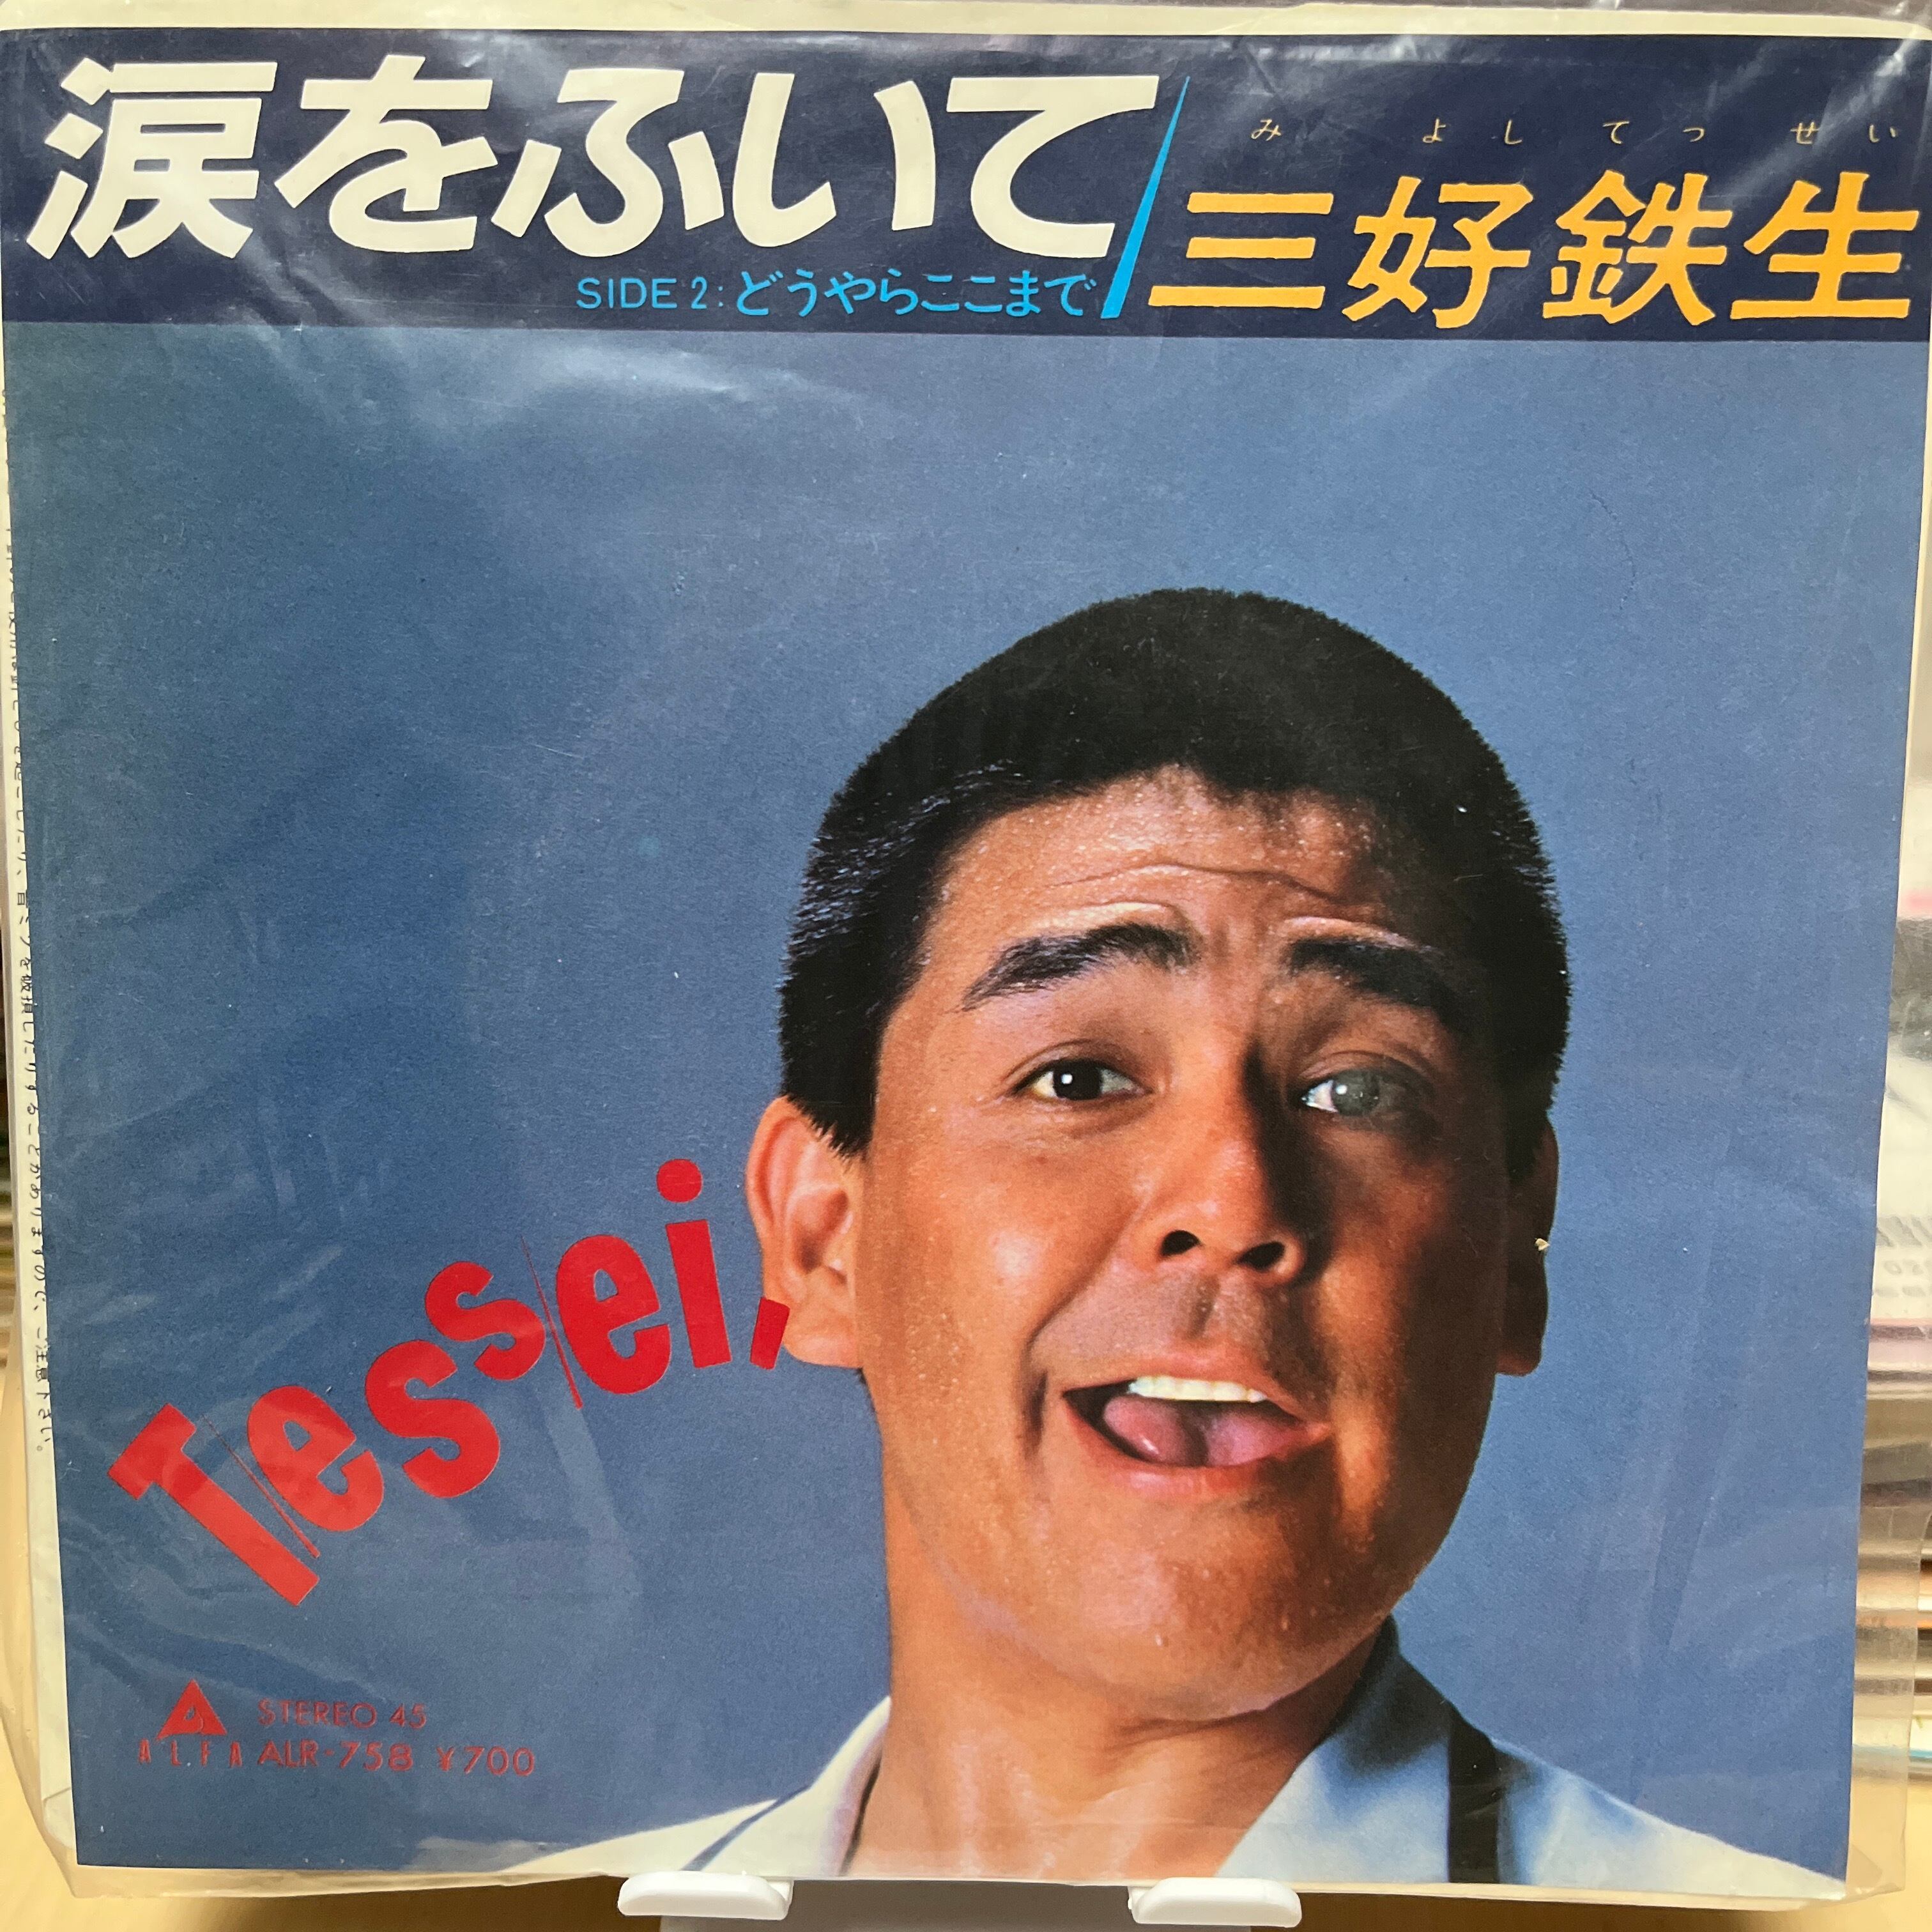 涙をふいて
みよしてっせい
三好鉄生
SIDE 2:どうやらここまで
Tessei,
STEREO 45
ALFA ALR-758 ¥700